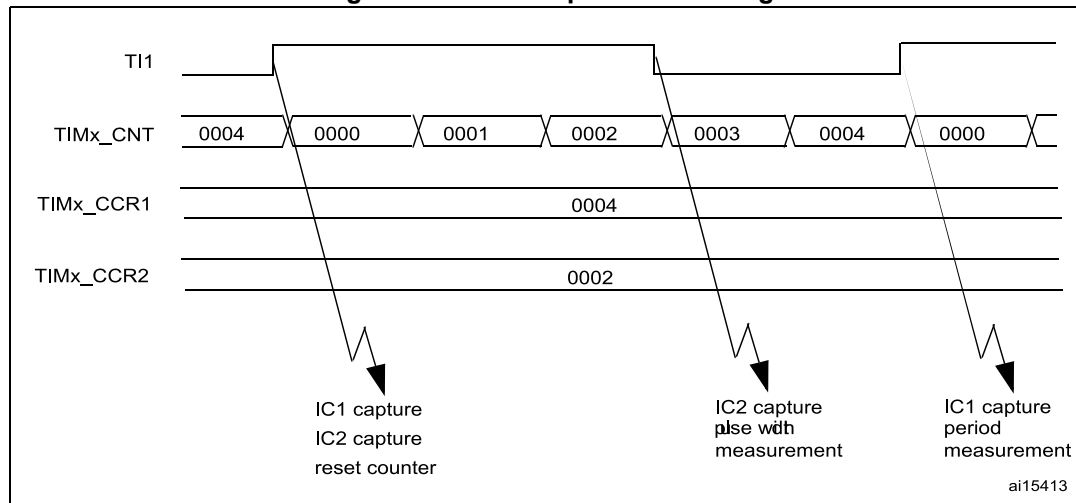 TI1
TIMx_CNT 0004 0000 0001 0002 0003 0004 0000
TIMx_CCR1 0004
TIMx_CCR2 0002
IC1 capture
IC2 capture
reset counter
IC2 capture
measurement
IC1 capture
period
measurement
ai15413